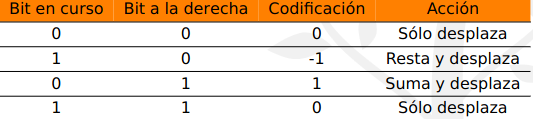 Bit en curso Bit a la derecha Codificación Acción
0 0 0 Sólo desplaza
1 0 -1 Resta y desplaza
0 1 1 Suma y desplaza
1 1 0 Sólo desplaza